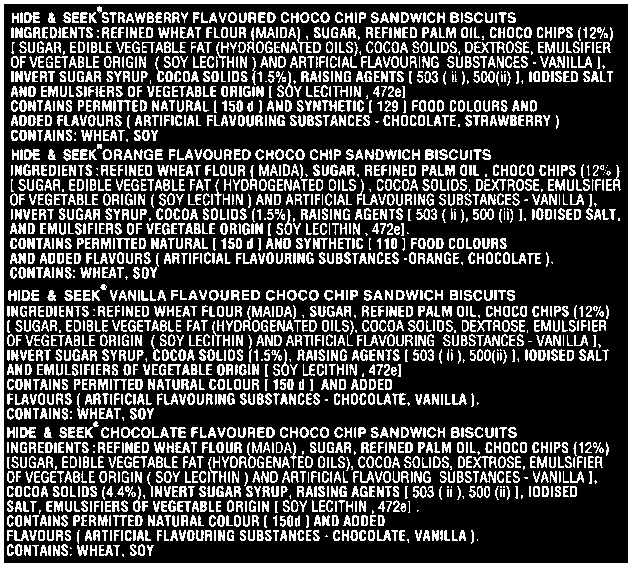 HIDE & SEEK® STRAWBERRY FLAVOURED CHOCO CHIP SANDWICH BISCUITS
INGREDIENTS :REFINED WHEAT FLOUR (MAIDA) , SUGAR, REFINED PALM OIL, CHOCO CHIPS (12%)
[ SUGAR, EDIBLE VEGETABLE FAT (HYDROGENATED OILS), COCOA SOLIDS, DEXTROSE, EMULSIFIER
OF VEGETABLE ORIGIN ( SOY LECITHIN ) AND ARTIFICIAL FLAVOURING SUBSTANCES - VANILLA ],
INVERT SUGAR SYRUP, COCOA SOLIDS (1.5%), RAISING AGENTS [ 503 ( ii ), 500(ii) ], IODISED SALT
AND EMULSIFIERS OF VEGETABLE ORIGIN [ SOY LECITHIN , 472e]
CONTAINS PERMITTED NATURAL [ 150 d ] AND SYNTHETIC [ 129 ] FOOD COLOURS AND
ADDED FLAVOURS ( ARTIFICIAL FLAVOURING SUBSTANCES - CHOCOLATE, STRAWBERRY )
CONTAINS: WHEAT, SOY
HIDE & SEEK® ORANGE FLAVOURED CHOCO CHIP SANDWICH BISCUITS
INGREDIENTS :REFINED WHEAT FLOUR ( MAIDA), SUGAR, REFINED PALM OIL , CHOCO CHIPS (12% )
[ SUGAR, EDIBLE VEGETABLE FAT ( HYDROGENATED OILS ) , COCOA SOLIDS, DEXTROSE, EMULSIFIER
OF VEGETABLE ORIGIN ( SOY LECITHIN ) AND ARTIFICIAL FLAVOURING SUBSTANCES - VANILLA ],
INVERT SUGAR SYRUP, COCOA SOLIDS (1.5%), RAISING AGENTS [ 503 ( ii ), 500 (ii) ], IODISED SALT,
AND EMULSIFIERS OF VEGETABLE ORIGIN [ SOY LECITHIN , 472e].
CONTAINS PERMITTED NATURAL [ 150 d ] AND SYNTHETIC [ 110 ] FOOD COLOURS
AND ADDED FLAVOURS ( ARTIFICIAL FLAVOURING SUBSTANCES -ORANGE, CHOCOLATE ).
CONTAINS: WHEAT, SOY
HIDE & SEEK® VANILLA FLAVOURED CHOCO CHIP SANDWICH BISCUITS
INGREDIENTS :REFINED WHEAT FLOUR (MAIDA) , SUGAR, REFINED PALM OIL, CHOCO CHIPS (12%)
[ SUGAR, EDIBLE VEGETABLE FAT (HYDROGENATED OILS), COCOA SOLIDS, DEXTROSE, EMULSIFIER
OF VEGETABLE ORIGIN ( SOY LECITHIN ) AND ARTIFICIAL FLAVOURING SUBSTANCES - VANILLA ],
INVERT SUGAR SYRUP, COCOA SOLIDS (1.5%), RAISING AGENTS [ 503 ( ii ), 500(ii) ], IODISED SALT
AND EMULSIFIERS OF VEGETABLE ORIGIN [ SOY LECITHIN , 472e]
CONTAINS PERMITTED NATURAL COLOUR [ 150 d ] AND ADDED
FLAVOURS ( ARTIFICIAL FLAVOURING SUBSTANCES - CHOCOLATE, VANILLA ).
CONTAINS: WHEAT, SOY
HIDE & SEEK® CHOCOLATE FLAVOURED CHOCO CHIP SANDWICH BISCUITS
INGREDIENTS :REFINED WHEAT FLOUR (MAIDA) , SUGAR, REFINED PALM OIL, CHOCO CHIPS (12%)
[SUGAR, EDIBLE VEGETABLE FAT (HYDROGENATED OILS), COCOA SOLIDS, DEXTROSE, EMULSIFIER
OF VEGETABLE ORIGIN ( SOY LECITHIN ) AND ARTIFICIAL FLAVOURING SUBSTANCES - VANILLA ],
COCOA SOLIDS (4.4%), INVERT SUGAR SYRUP, RAISING AGENTS [ 503 ( ii ), 500 (ii) ], IODISED
SALT, EMULSIFIERS OF VEGETABLE ORIGIN [ SOY LECITHIN , 472e] .
CONTAINS PERMITTED NATURAL COLOUR [ 150d ] AND ADDED
FLAVOURS ( ARTIFICIAL FLAVOURING SUBSTANCES - CHOCOLATE, VANILLA ).
CONTAINS: WHEAT, SOY